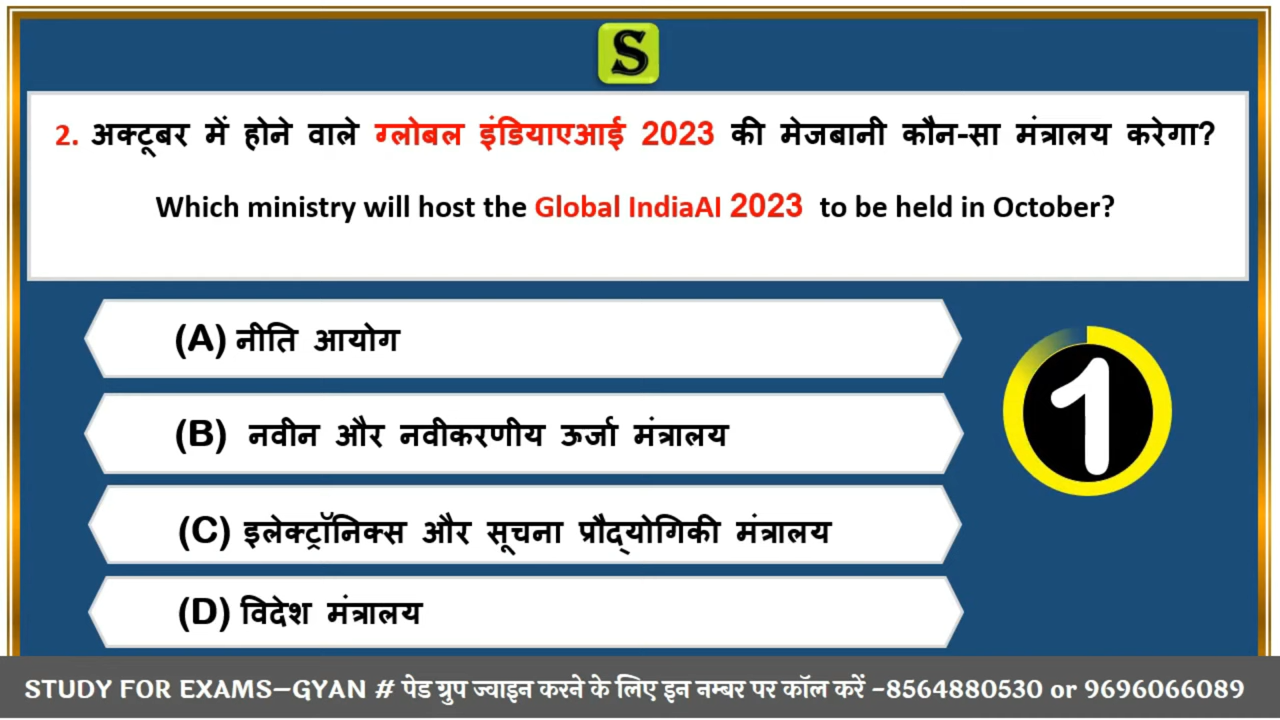 S
2. अक्टूबर में होने वाले ग्लोबल इंडियाएआई 2023 की मेजबानी कौन-सा मंत्रालय करेगा?
Which ministry will host the Global IndiaAI 2023 to be held in October?
(A) नीति आयोग
(B) नवीन और नवीकरणीय ऊर्जा मंत्रालय
1
(C) इलेक्ट्रॉनिक्स और सूचना प्रौद्योगिकी मंत्रालय
(D) विदेश मंत्रालय
STUDY FOR EXAMS–GYAN # पेड ग्रुप ज्वाइन करने के लिए इन नम्बर पर कॉल करें –8564880530 or 9696066089